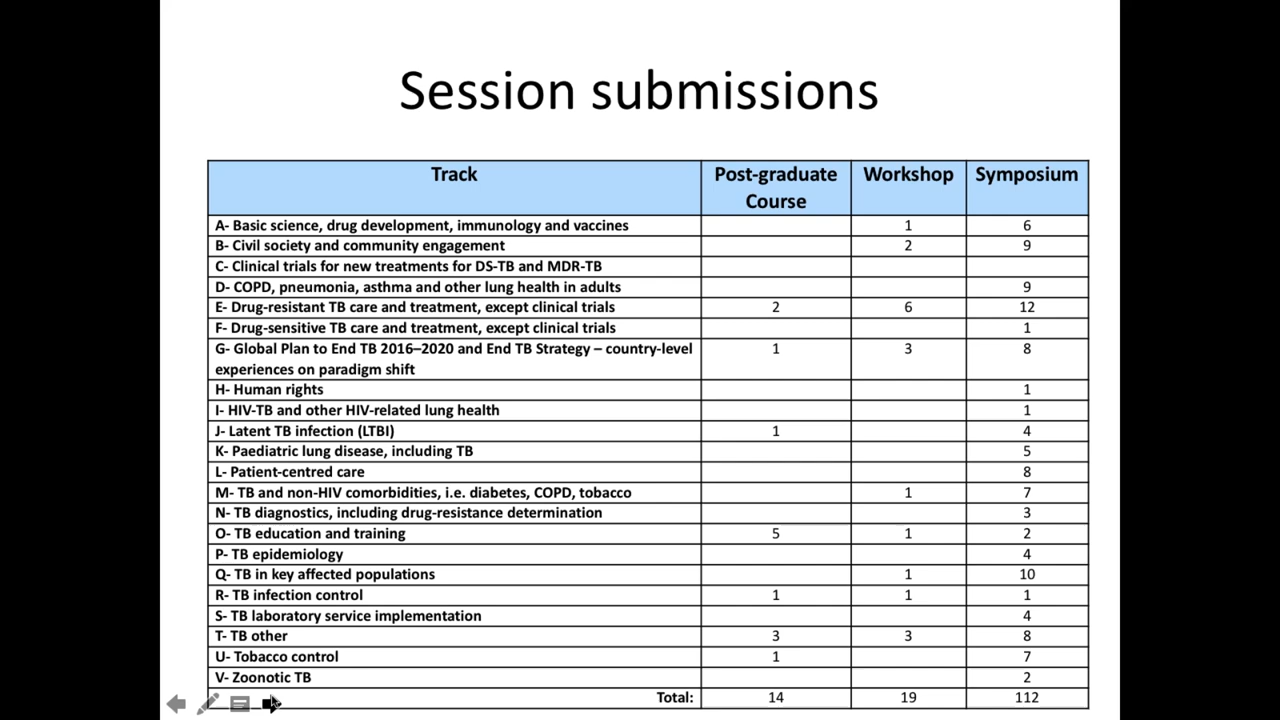 Session submissions
Track Post-graduate Course Workshop Symposium
A- Basic science, drug development, immunology and vaccines 1 6
B- Civil society and community engagement 2 9
C- Clinical trials for new treatments for DS-TB and MDR-TB
D- COPD, pneumonia, asthma and other lung health in adults 9
E- Drug-resistant TB care and treatment, except clinical trials 2 6 12
F- Drug-sensitive TB care and treatment, except clinical trials 1
G- Global Plan to End TB 2016–2020 and End TB Strategy – country-level 1 3 8
experiences on paradigm shift
H- Human rights 1
I- HIV-TB and other HIV-related lung health 1
J- Latent TB infection (LTBI) 1 4
K- Paediatric lung disease, including TB 5
L- Patient-centred care 8
M- TB and non-HIV comorbidities, i.e. diabetes, COPD, tobacco 1 7
N- TB diagnostics, including drug-resistance determination 3
O- TB education and training 5 1 2
P- TB epidemiology 4
Q- TB in key affected populations 1 10
R- TB infection control 1 1 1
S- TB laboratory service implementation 4
T- TB other 3 3 8
U- Tobacco control 1 7
V- Zoonotic TB 2
Total: 14 19 112